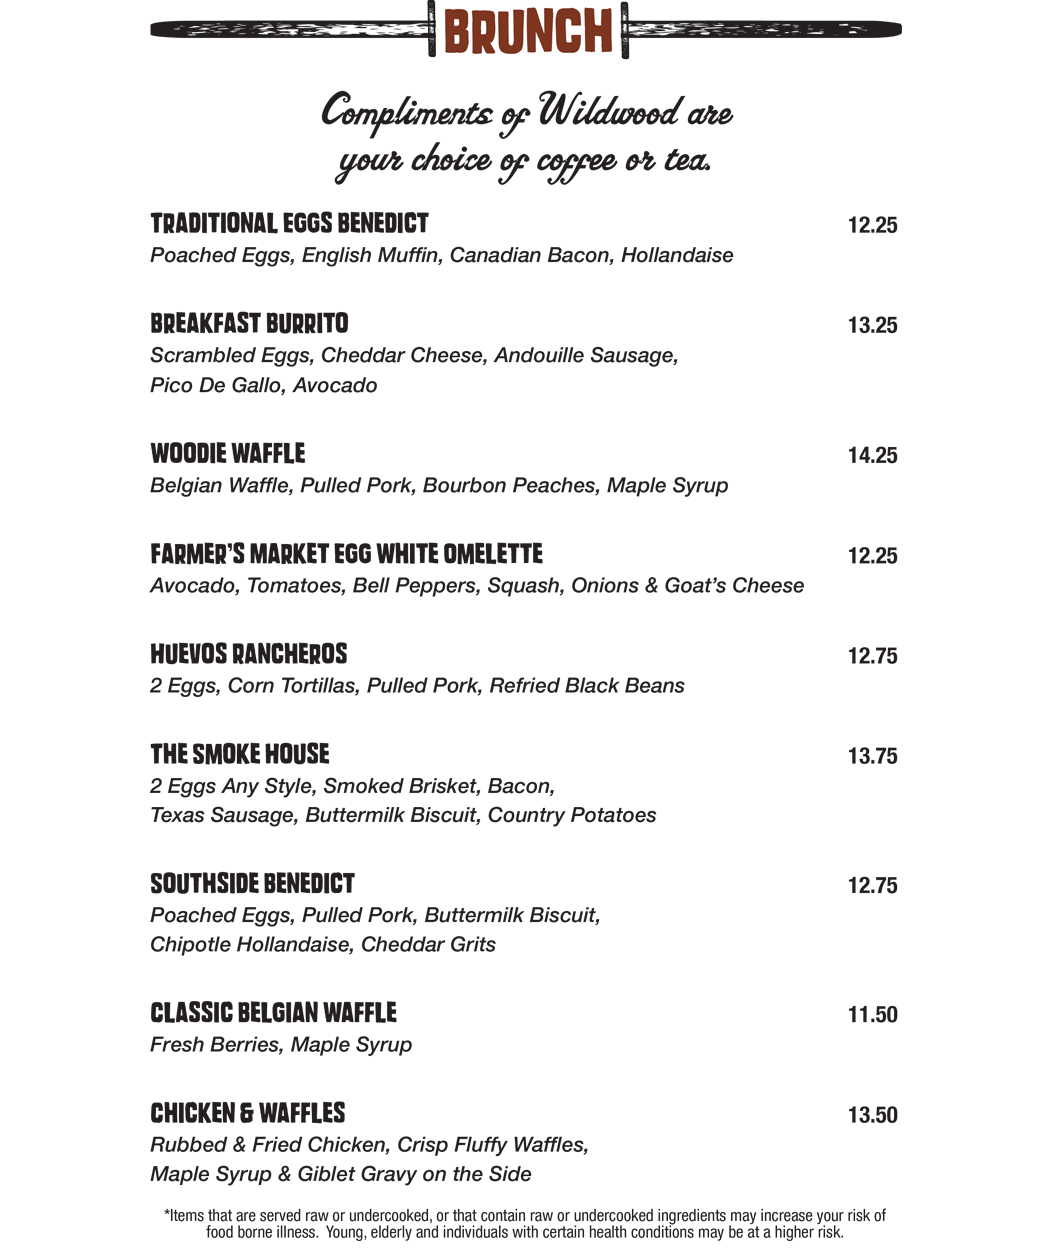 BRUNCH
Compliments of Wildwood are
your choice of coffee or tea.
TRADITIONAL EGGS BENEDICT 12.25
Poached Eggs, English Muffin, Canadian Bacon, Hollandaise
BREAKFAST BURRITO 13.25
Scrambled Eggs, Cheddar Cheese, Andouille Sausage,
Pico De Gallo, Avocado
WOODIE WAFFLE 14.25
Belgian Waffle, Pulled Pork, Bourbon Peaches, Maple Syrup
FARMER'S MARKET EGG WHITE OMELETTE 12.25
Avocado, Tomatoes, Bell Peppers, Squash, Onions & Goat's Cheese
HUEVOS RANCHEROS 12.75
2 Eggs, Corn Tortillas, Pulled Pork, Refried Black Beans
THE SMOKE HOUSE 13.75
2 Eggs Any Style, Smoked Brisket, Bacon,
Texas Sausage, Buttermilk Biscuit, Country Potatoes
SOUTHSIDE BENEDICT 12.75
Poached Eggs, Pulled Pork, Buttermilk Biscuit,
Chipotle Hollandaise, Cheddar Grits
CLASSIC BELGIAN WAFFLE 11.50
Fresh Berries, Maple Syrup
CHICKEN & WAFFLES 13.50
Rubbed & Fried Chicken, Crisp Fluffy Waffles,
Maple Syrup & Giblet Gravy on the Side
*Items that are served raw or undercooked, or that contain raw or undercooked ingredients may increase your risk of
food borne illness. Young, elderly and individuals with certain health conditions may be at a higher risk.